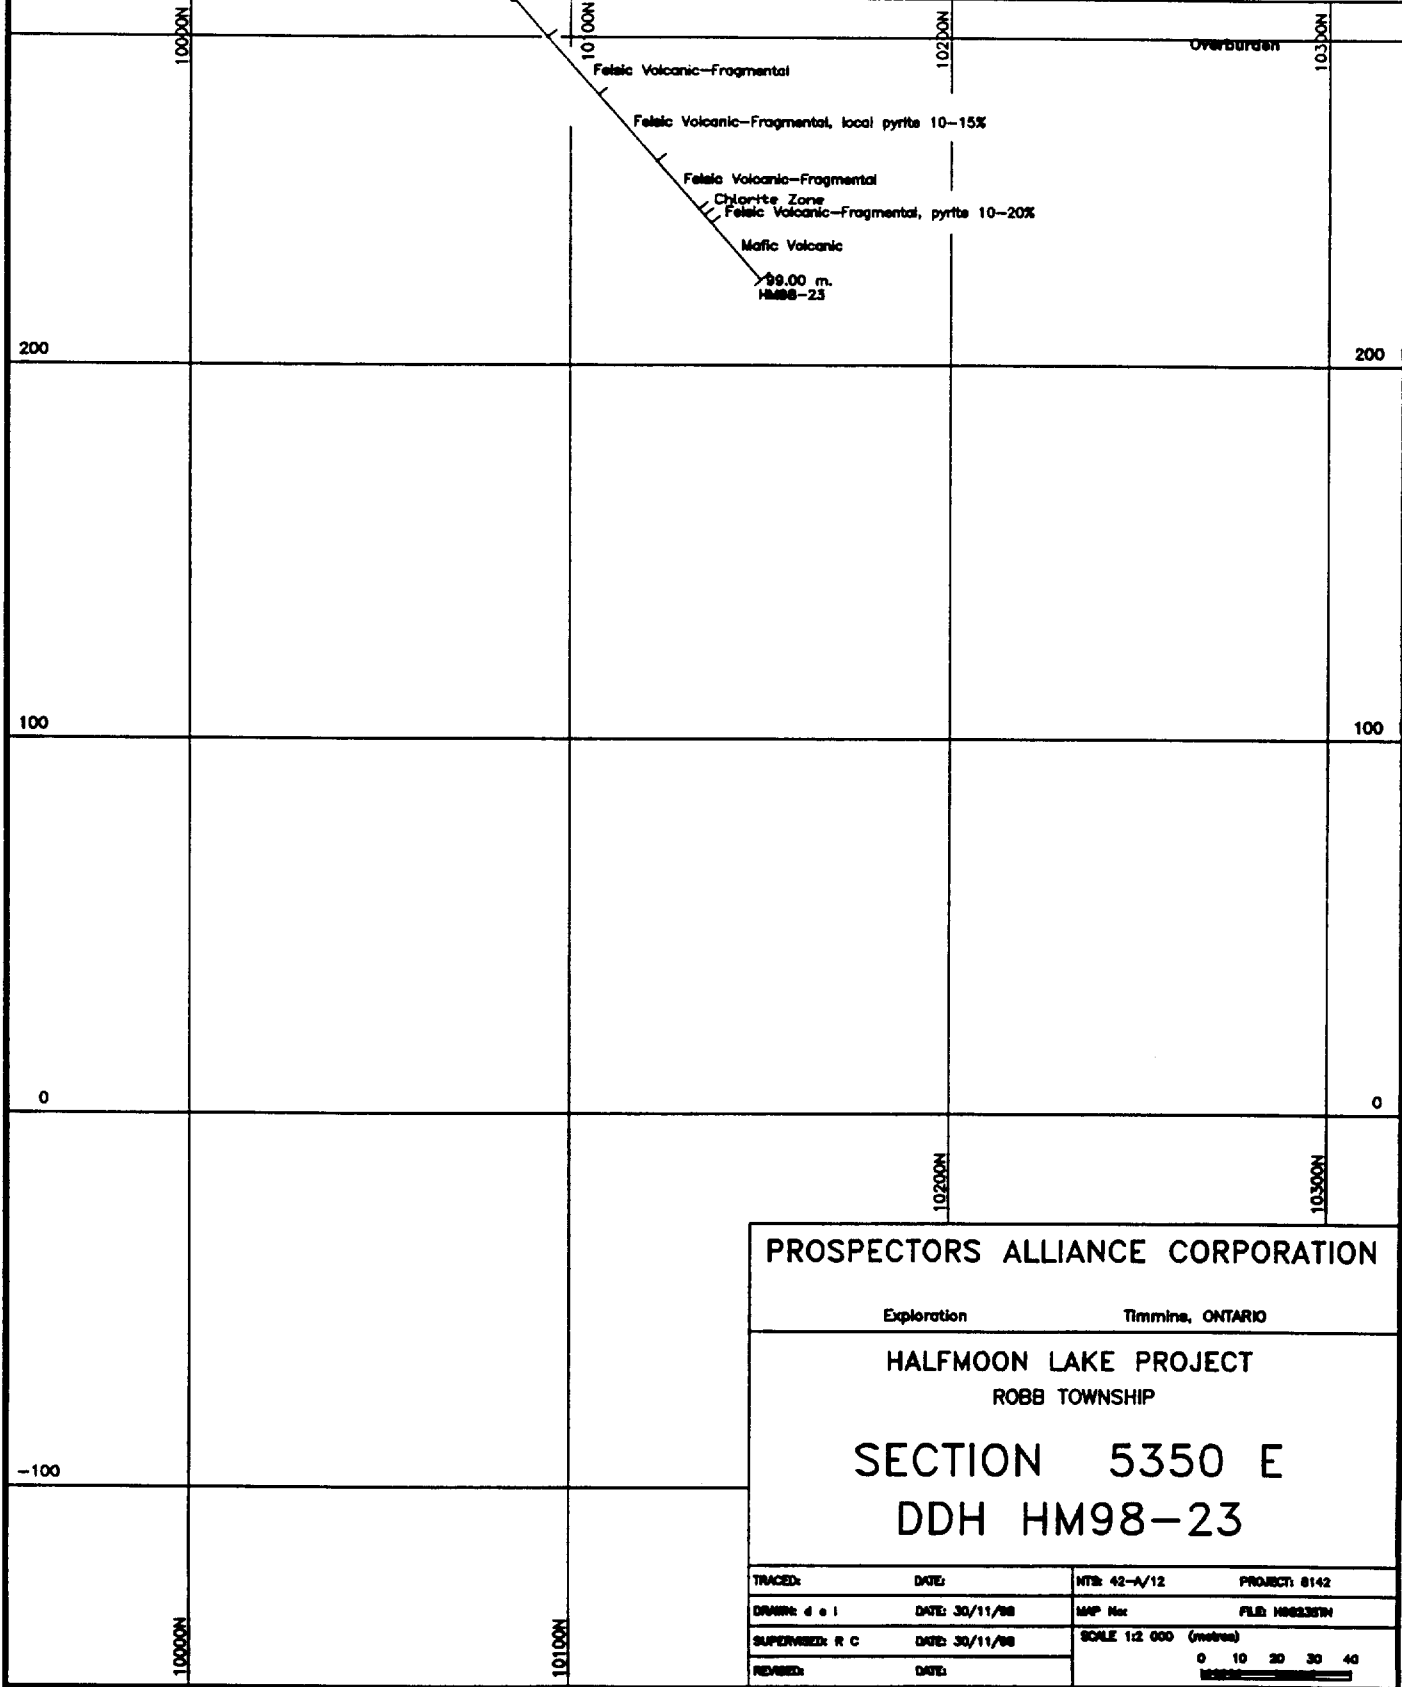 10000N
10100N
10200N
10300N
Overburden
Felsic Volcanic-Fragmental
Felsic Volcanic-Fragmental, local pyrite 10-15%
Felsic Volcanic-Fragmental
Chlorite Zone
Felsic Volcanic-Fragmental, pyrite 10-20%
Mafic Volcanic
99.00 m.
HM98-23
200 200
100 100
0 0
10200N 10300N
-100
10000N 10100N
PROSPECTORS ALLIANCE CORPORATION
Exploration Timmins, ONTARIO
HALFMOON LAKE PROJECT
ROBB TOWNSHIP
SECTION 5350 E
DDH HM98-23
TRACED: DATE: NTS: 42-A/12 PROJECT: 8142
DRAWN: d e l DATE: 30/11/98 MAP No: FILE:
SUPERVISED: R C DATE: 30/11/98 SCALE 1:2 000 (metres)
0 10 20 30 40
REVISED: DATE: